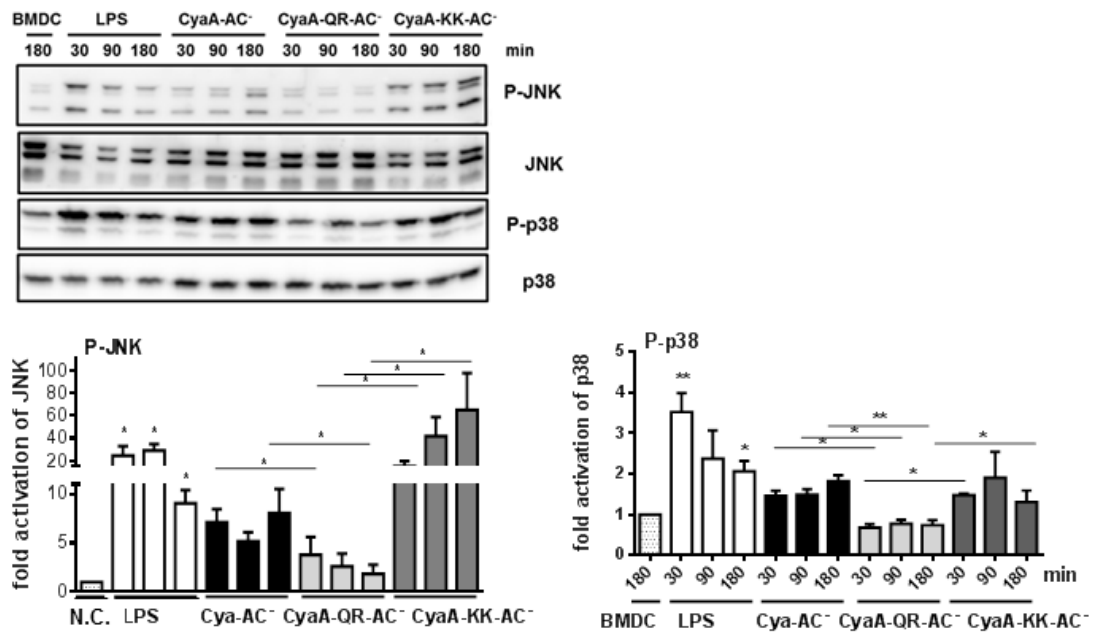 BMDC LPS CyaA-AC⁻ CyaA-QR-AC⁻ CyaA-KK-AC⁻
180 30 90 180 30 90 180 30 90 180 30 90 180 min
P-JNK
JNK
P-p38
p38
P-JNK
fold activation of JNK
100
80
60
40
20
10
5
0
* * *
*
*
*
*
*
N.C. LPS Cya-AC⁻ CyaA-QR-AC⁻ CyaA-KK-AC⁻
P-p38
fold activation of p38
5
4
3
2
1
0
** *
**
*
*
*
*
180 30 90 180 30 90 180 30 90 180 30 90 180 min
BMDC LPS Cya-AC⁻ CyaA-QR-AC⁻ CyaA-KK-AC⁻